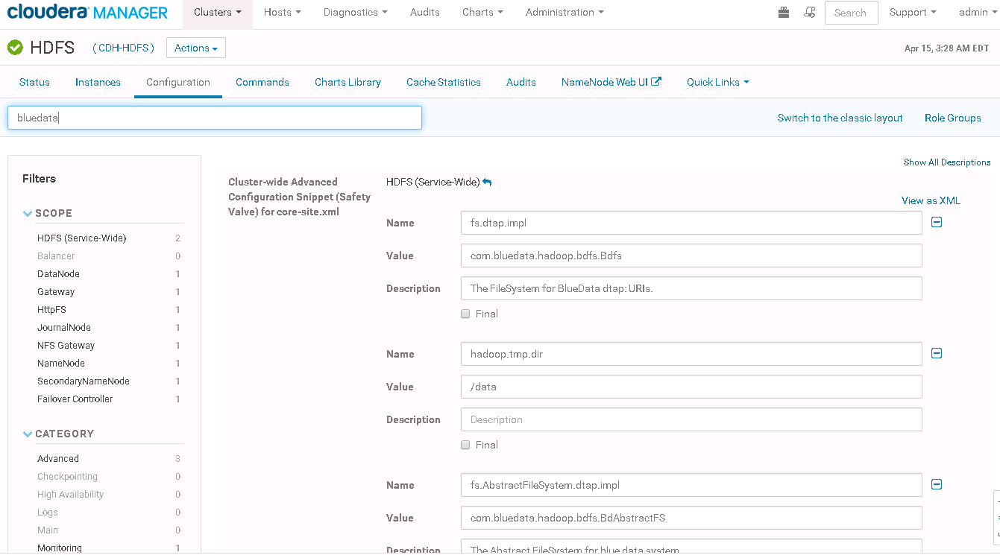 cloudera MANAGER Clusters Hosts Diagnostics Audits Charts Administration Search Support admin
HDFS ( CDH-HDFS ) Actions Apr 15, 3:28 AM EDT
Status Instances Configuration Commands Charts Library Cache Statistics Audits NameNode Web UI Quick Links
bluedata Switch to the classic layout Role Groups
Show All Descriptions
Filters
SCOPE
HDFS (Service-Wide) 2
Balancer 0
DataNode 1
Gateway 1
HttpFS 1
JournalNode 1
NFS Gateway 1
NameNode 1
SecondaryNameNode 1
Failover Controller 1
CATEGORY
Advanced 3
Checkpointing 0
High Availability 0
Logs 0
Main 0
Monitoring 1
Cluster-wide Advanced
Configuration Snippet (Safety
Valve) for core-site.xml
HDFS (Service-Wide)
View as XML
Name fs.dtap.impl
Value com.bluedata.hadoop.bdfs.Bdfs
Description The FileSystem for BlueData dtap: URIs.
Final
Name hadoop.tmp.dir
Value /data
Description Description
Final
Name fs.AbstractFileSystem.dtap.impl
Value com.bluedata.hadoop.bdfs.BdAbstractFS
Description The Abstract FileSystem for blue data system